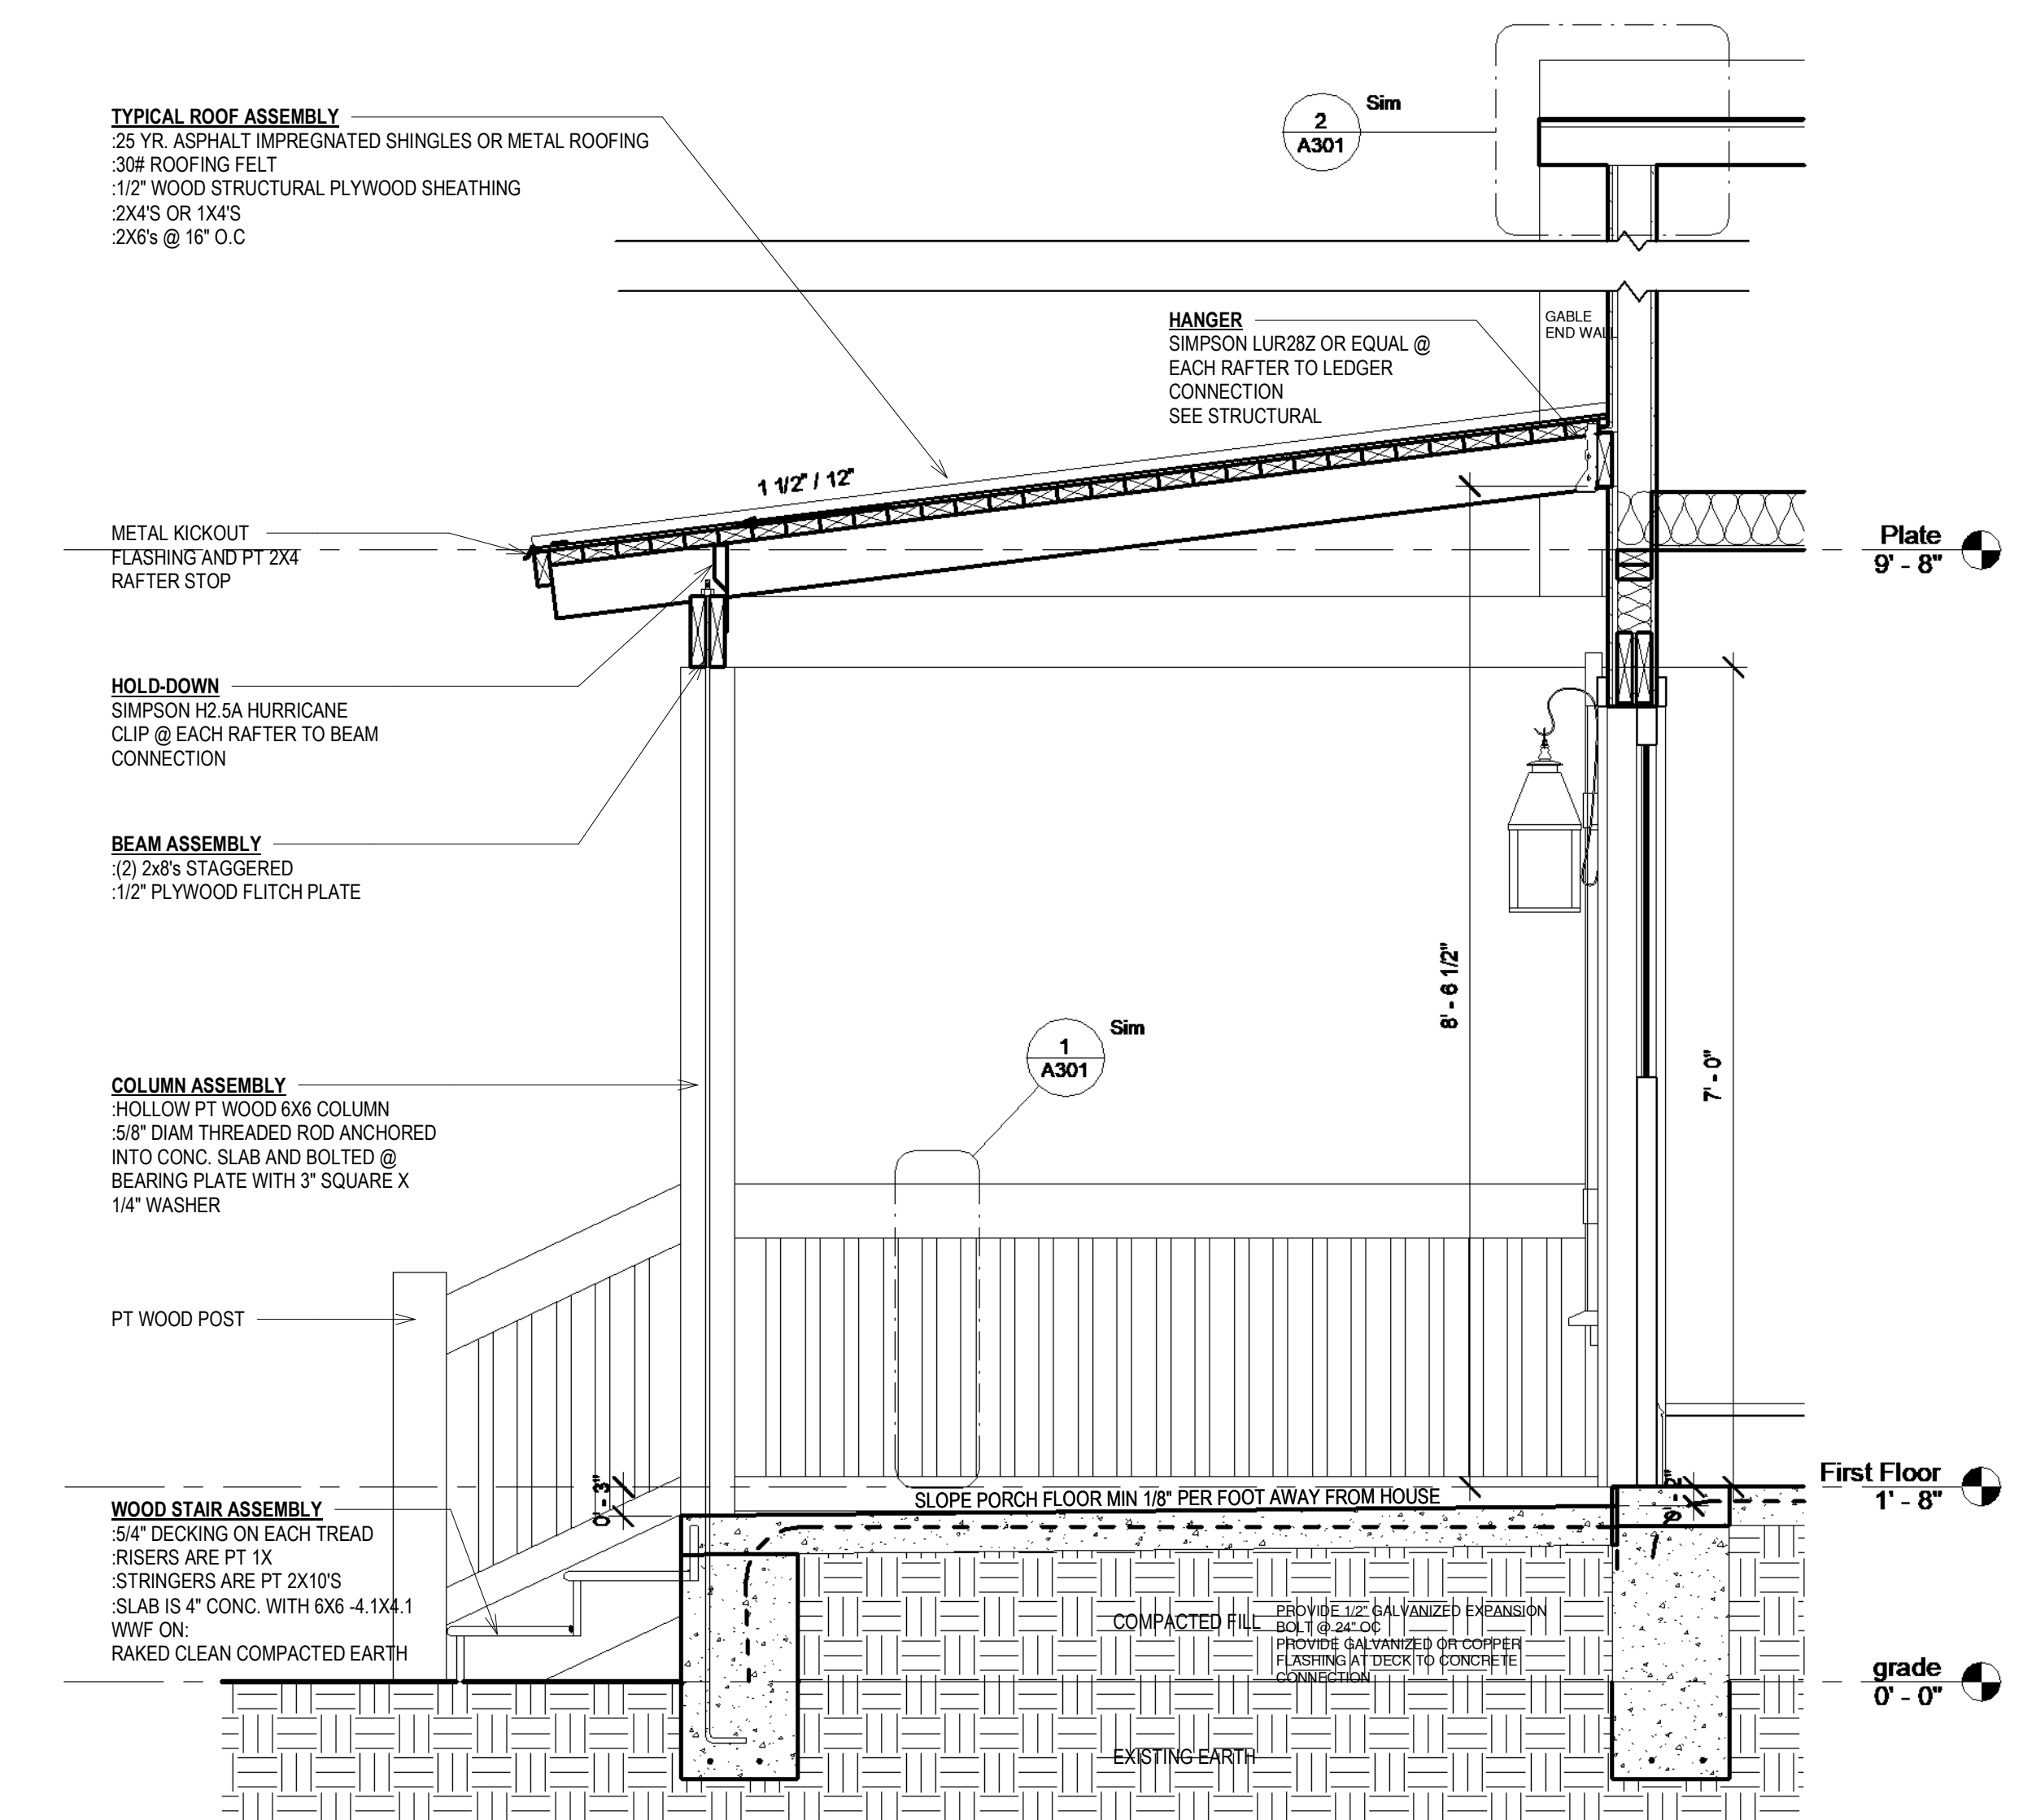 TYPICAL ROOF ASSEMBLY
:25 YR. ASPHALT IMPREGNATED SHINGLES OR METAL ROOFING
:30# ROOFING FELT
:1/2" WOOD STRUCTURAL PLYWOOD SHEATHING
:2X4'S OR 1X4'S
:2X6's @ 16" O.C
2
A301
Sim
HANGER
SIMPSON LUR28Z OR EQUAL @
EACH RAFTER TO LEDGER
CONNECTION
SEE STRUCTURAL
GABLE
END WALL
1 1/2" / 12"
METAL KICKOUT
FLASHING AND PT 2X4
RAFTER STOP
Plate
9' - 8"
HOLD-DOWN
SIMPSON H2.5A HURRICANE
CLIP @ EACH RAFTER TO BEAM
CONNECTION
BEAM ASSEMBLY
:(2) 2x8's STAGGERED
:1/2" PLYWOOD FLITCH PLATE
8' - 6 1/2"
7' - 0"
1
A301
Sim
COLUMN ASSEMBLY
:HOLLOW PT WOOD 6X6 COLUMN
:5/8" DIAM THREADED ROD ANCHORED
INTO CONC. SLAB AND BOLTED @
BEARING PLATE WITH 3" SQUARE X
1/4" WASHER
PT WOOD POST
0' - 3"
SLOPE PORCH FLOOR MIN 1/8" PER FOOT AWAY FROM HOUSE
0' - 2"
First Floor
1' - 8"
WOOD STAIR ASSEMBLY
:5/4" DECKING ON EACH TREAD
:RISERS ARE PT 1X
:STRINGERS ARE PT 2X10'S
:SLAB IS 4" CONC. WITH 6X6 -4.1X4.1
WWF ON:
RAKED CLEAN COMPACTED EARTH
COMPACTED FILL
PROVIDE 1/2" GALVANIZED EXPANSION
BOLT @ 24" OC
PROVIDE GALVANIZED OR COPPER
FLASHING AT DECK TO CONCRETE
CONNECTION
grade
0' - 0"
EXISTING EARTH